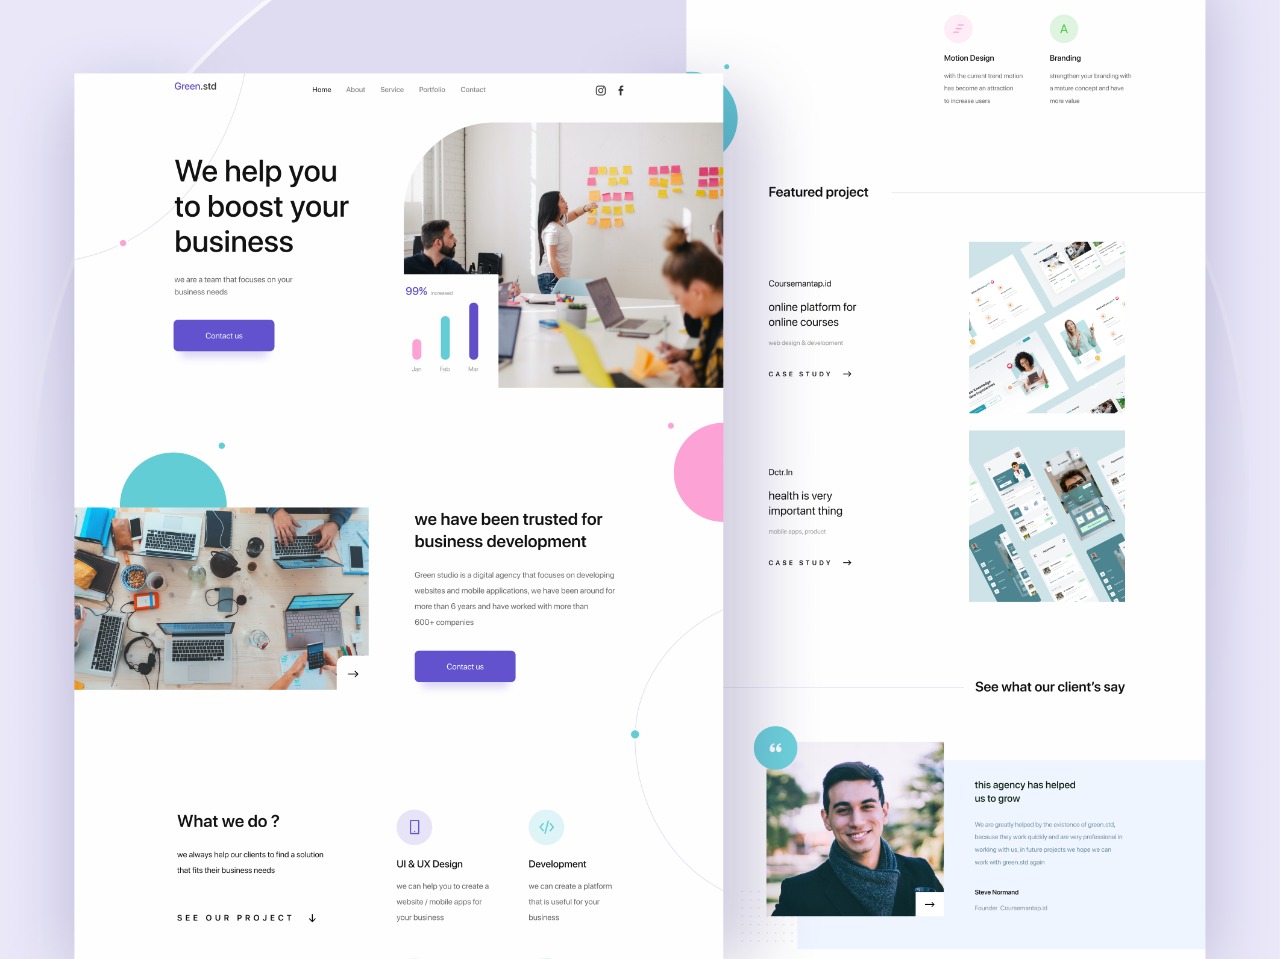 Green.std
Home
About
Service
Portfolio
Contact
We help you
to boost your
business
we are a team that focuses on your
business needs
Contact us
99% increased
Jan
Feb
Mar
we have been trusted for
business development
Green studio is a digital agency that focuses on developing
websites and mobile applications, we have been around for
more than 6 years and have worked with more than
600+ companies
Contact us
What we do ?
we always help our clients to find a solution
that fits their business needs
SEE OUR PROJECT
UI & UX Design
we can help you to create a
website / mobile apps for
your business
Development
we can create a platform
that is useful for your
business
Motion Design
with the current trend motion
has become an attraction
to increase users
A
Branding
strengthen your branding with
a mature concept and have
more value
Featured project
Coursemantap.id
online platform for
online courses
web design & development
CASE STUDY
Dctr.In
health is very
important thing
mobile apps, product
CASE STUDY
See what our client's say
this agency has helped
us to grow
We are greatly helped by the existence of green.std,
because they work quickly and are very professional in
working with us, in future projects we hope we can
work with green.std again
Steve Normand
Founder Coursemantap.id